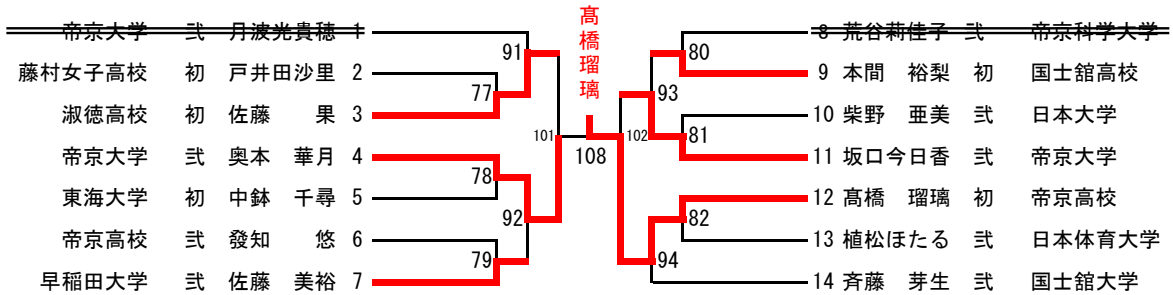 髙橋瑠璃
帝京大学 弐 丹波光貴穂 1
藤村女子高校 初 戸井田沙里 2
淑徳高校 初 佐藤 果 3
帝京大学 弐 奥本 華月 4
東海大学 初 中鉢 千尋 5
帝京高校 弐 發知 悠 6
早稲田大学 弐 佐藤 美裕 7
91
77
78
92
79
101
108
102
80
93
81
82
94
8 荒谷莉佳子 弐 帝京科学大学
9 本間 裕梨 初 国士舘高校
10 柴野 亜美 弐 日本大学
11 坂口今日香 弐 帝京大学
12 髙橋 瑠璃 初 帝京高校
13 植松ほたる 弐 日本体育大学
14 斉藤 芽生 弐 国士舘大学